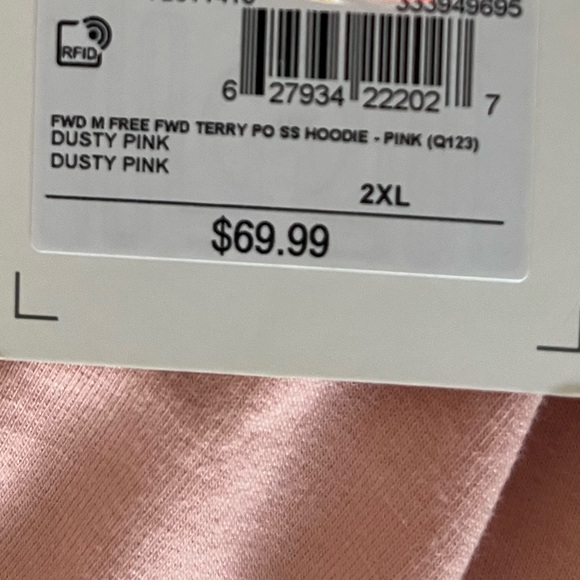 333949695
RFID
6 27934 22202 7
FWD M FREE FWD TERRY PO SS HOODIE - PINK (Q123)
DUSTY PINK
DUSTY PINK
2XL
$69.99